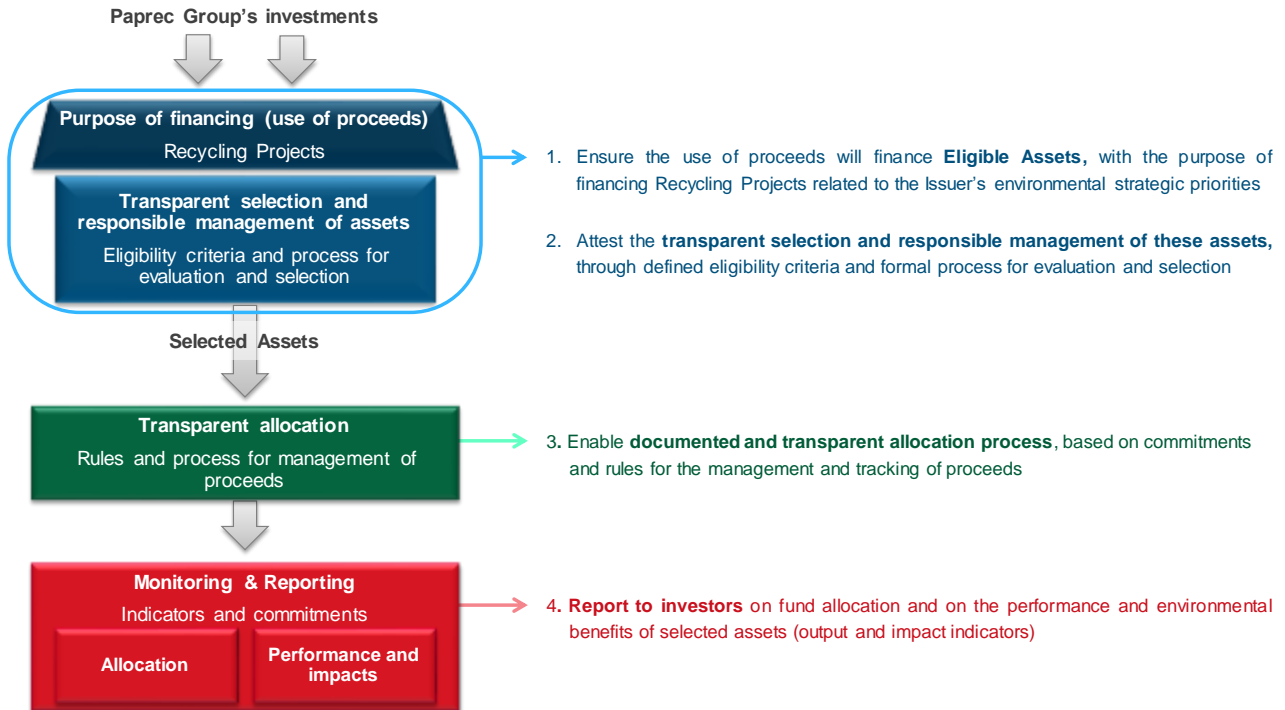 Paprec Group's investments
Purpose of financing (use of proceeds)
Recycling Projects
Transparent selection and
responsible management of assets
Eligibility criteria and process for
evaluation and selection
1. Ensure the use of proceeds will finance Eligible Assets, with the purpose of
financing Recycling Projects related to the Issuer's environmental strategic priorities
2. Attest the transparent selection and responsible management of these assets,
through defined eligibility criteria and formal process for evaluation and selection
Selected Assets
Transparent allocation
Rules and process for management of
proceeds
3. Enable documented and transparent allocation process, based on commitments
and rules for the management and tracking of proceeds
Monitoring & Reporting
Indicators and commitments
Allocation
Performance and
impacts
4. Report to investors on fund allocation and on the performance and environmental
benefits of selected assets (output and impact indicators)